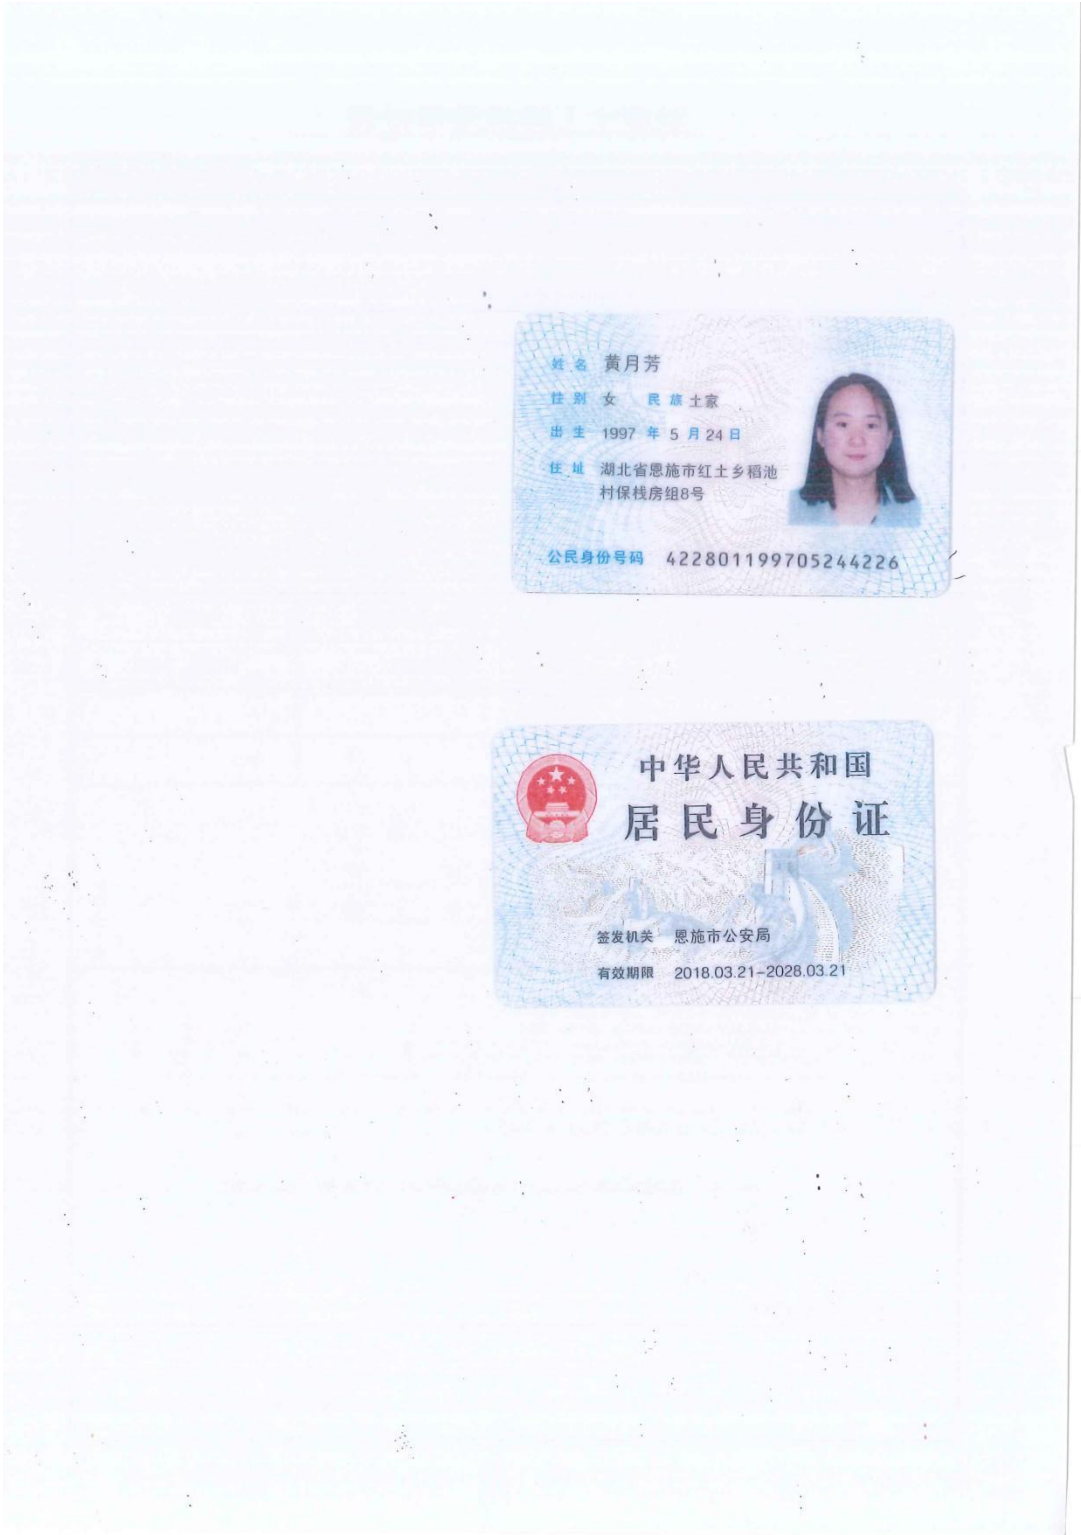 姓名 黄月芳
性别 女 民族 土家
出生 1997 年 5 月 24 日
住址 湖北省恩施市红土乡稻池
村保栈房组8号
公民身份号码 422801199705244226
中华人民共和国
居民身份证
签发机关 恩施市公安局
有效期限 2018.03.21-2028.03.21